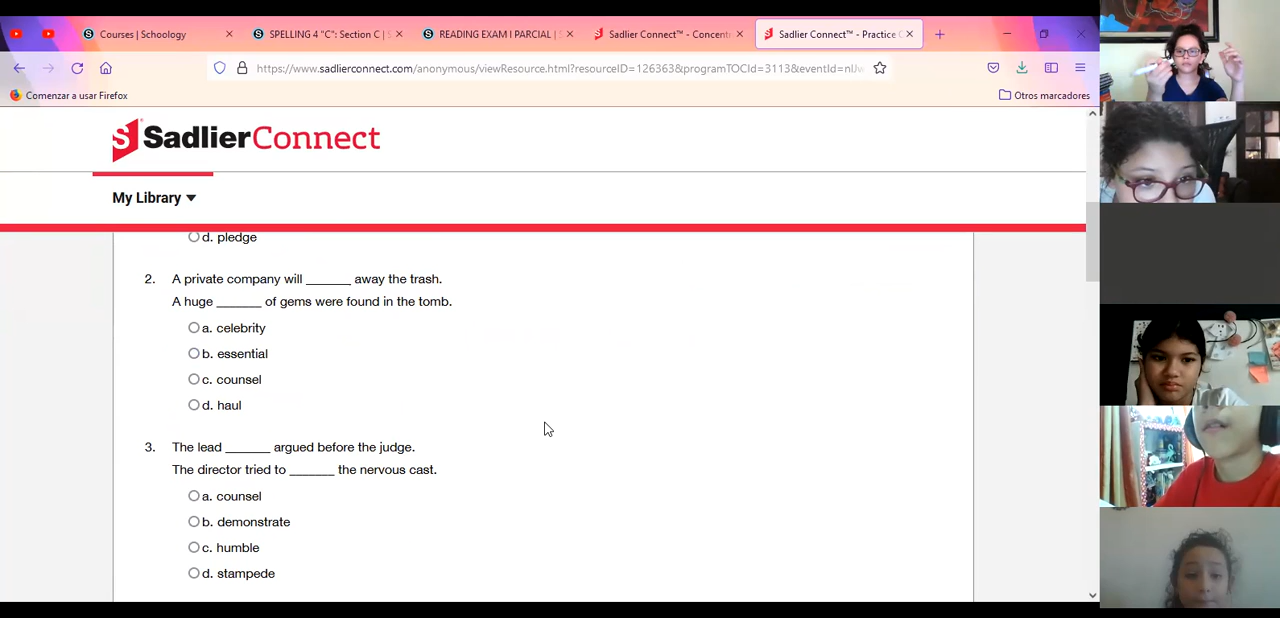 Courses | Schoology
SPELLING 4 "C": Section C | S
READING EXAM I PARCIAL | S
Sadlier Connect™ - Concent
Sadlier Connect™ - Practice C
https://www.sadlierconnect.com/anonymous/viewResource.html?resourceID=126363&programTOCId=3113&eventId=
Comenzar a usar Firefox
Otros marcadores
Sadlier Connect
My Library
d. pledge
2. A private company will _______ away the trash.
A huge _______ of gems were found in the tomb.
a. celebrity
b. essential
c. counsel
d. haul
3. The lead _______ argued before the judge.
The director tried to _______ the nervous cast.
a. counsel
b. demonstrate
c. humble
d. stampede